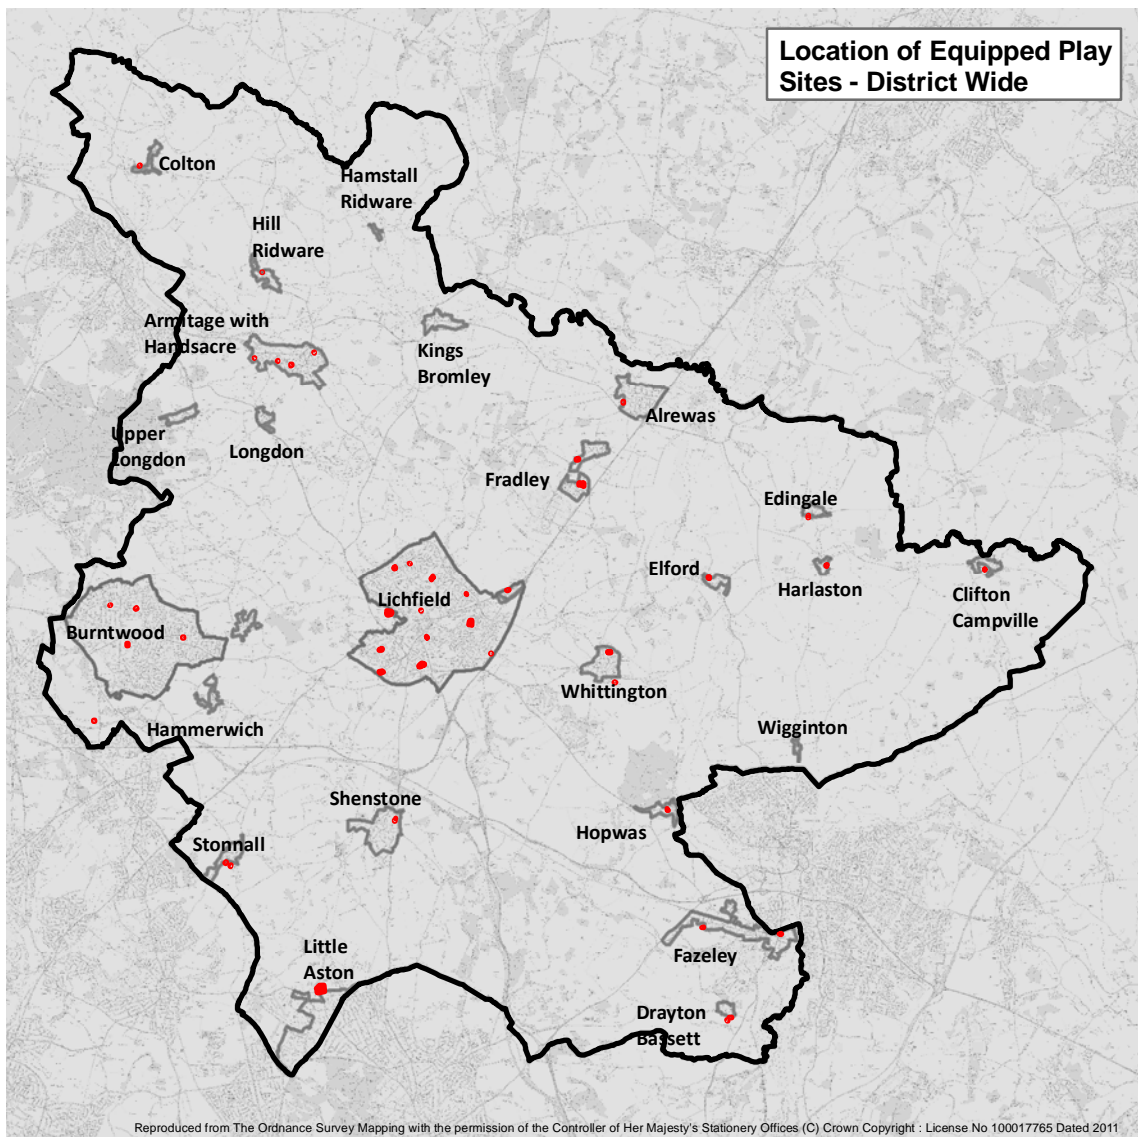 Location of Equipped Play
Sites - District Wide
Colton
Hamstall
Ridware
Hill
Ridware
Armitage with
Handsacre
Kings
Bromley
Alrewas
Upper
Longdon
Longdon
Fradley
Edingale
Elford
Harlaston
Clifton
Campville
Lichfield
Burntwood
Whittington
Hammerwich
Wigginton
Shenstone
Hopwas
Stonnall
Little
Aston
Fazeley
Drayton
Bassett
Reproduced from The Ordnance Survey Mapping with the permission of the Controller of Her Majesty's Stationery Offices (C) Crown Copyright : License No 100017765 Dated 2011